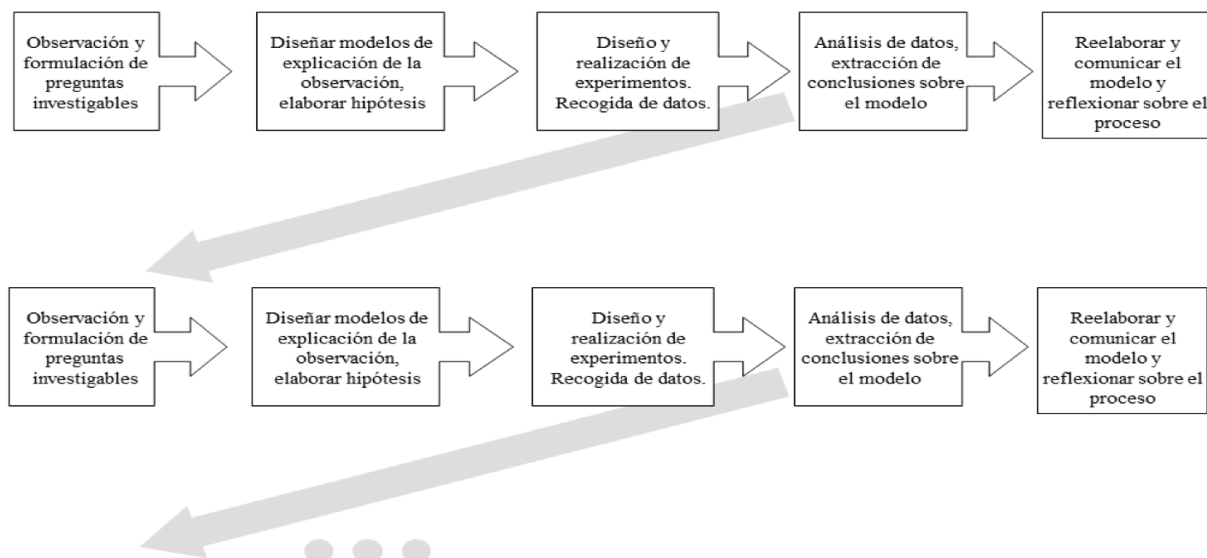 Observación y
formulación de
preguntas
investigables
Diseñar modelos de
explicación de la
observación,
elaborar hipótesis
Diseño y
realización de
experimentos.
Recogida de datos.
Análisis de datos,
extracción de
conclusiones sobre
el modelo
Reelaborar y
comunicar el
modelo y
reflexionar sobre el
proceso
Observación y
formulación de
preguntas
investigables
Diseñar modelos de
explicación de la
observación,
elaborar hipótesis
Diseño y
realización de
experimentos.
Recogida de datos.
Análisis de datos,
extracción de
conclusiones sobre
el modelo
Reelaborar y
comunicar el
modelo y
reflexionar sobre el
proceso